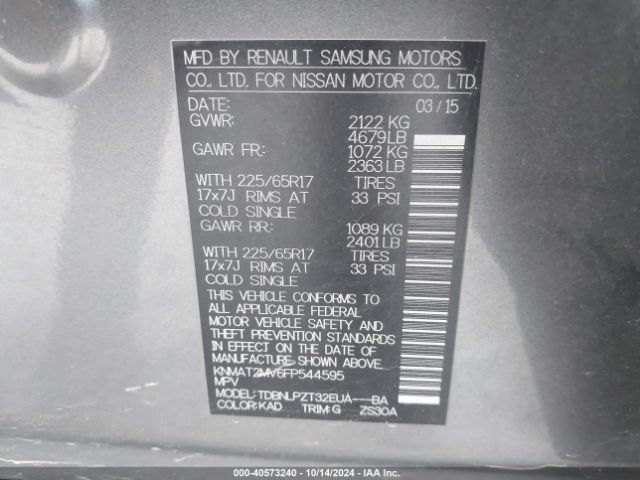 MFD BY RENAULT SAMSUNG MOTORS
CO., LTD. FOR NISSAN MOTOR CO., LTD.
DATE: 03 / 15
GVWR: 2122 KG
4679 LB
GAWR FR: 1072 KG
2363 LB
WITH 225/65R17 TIRES
17x7J RIMS AT 33 PSI
COLD SINGLE
GAWR RR: 1089 KG
2401 LB
WITH 225/65R17 TIRES
17x7J RIMS AT 33 PSI
COLD SINGLE
THIS VEHICLE CONFORMS TO
ALL APPLICABLE FEDERAL
MOTOR VEHICLE SAFETY AND
THEFT PREVENTION STANDARDS
IN EFFECT ON THE DATE OF
MANUFACTURE SHOWN ABOVE.
KNMAT2MV6FP544595
MPV
MODEL: TDBNLPZT32EUA---BA
COLOR: KAD TRIM: G ZS30A
000-40573240 - 10/14/2024 - IAA Inc.